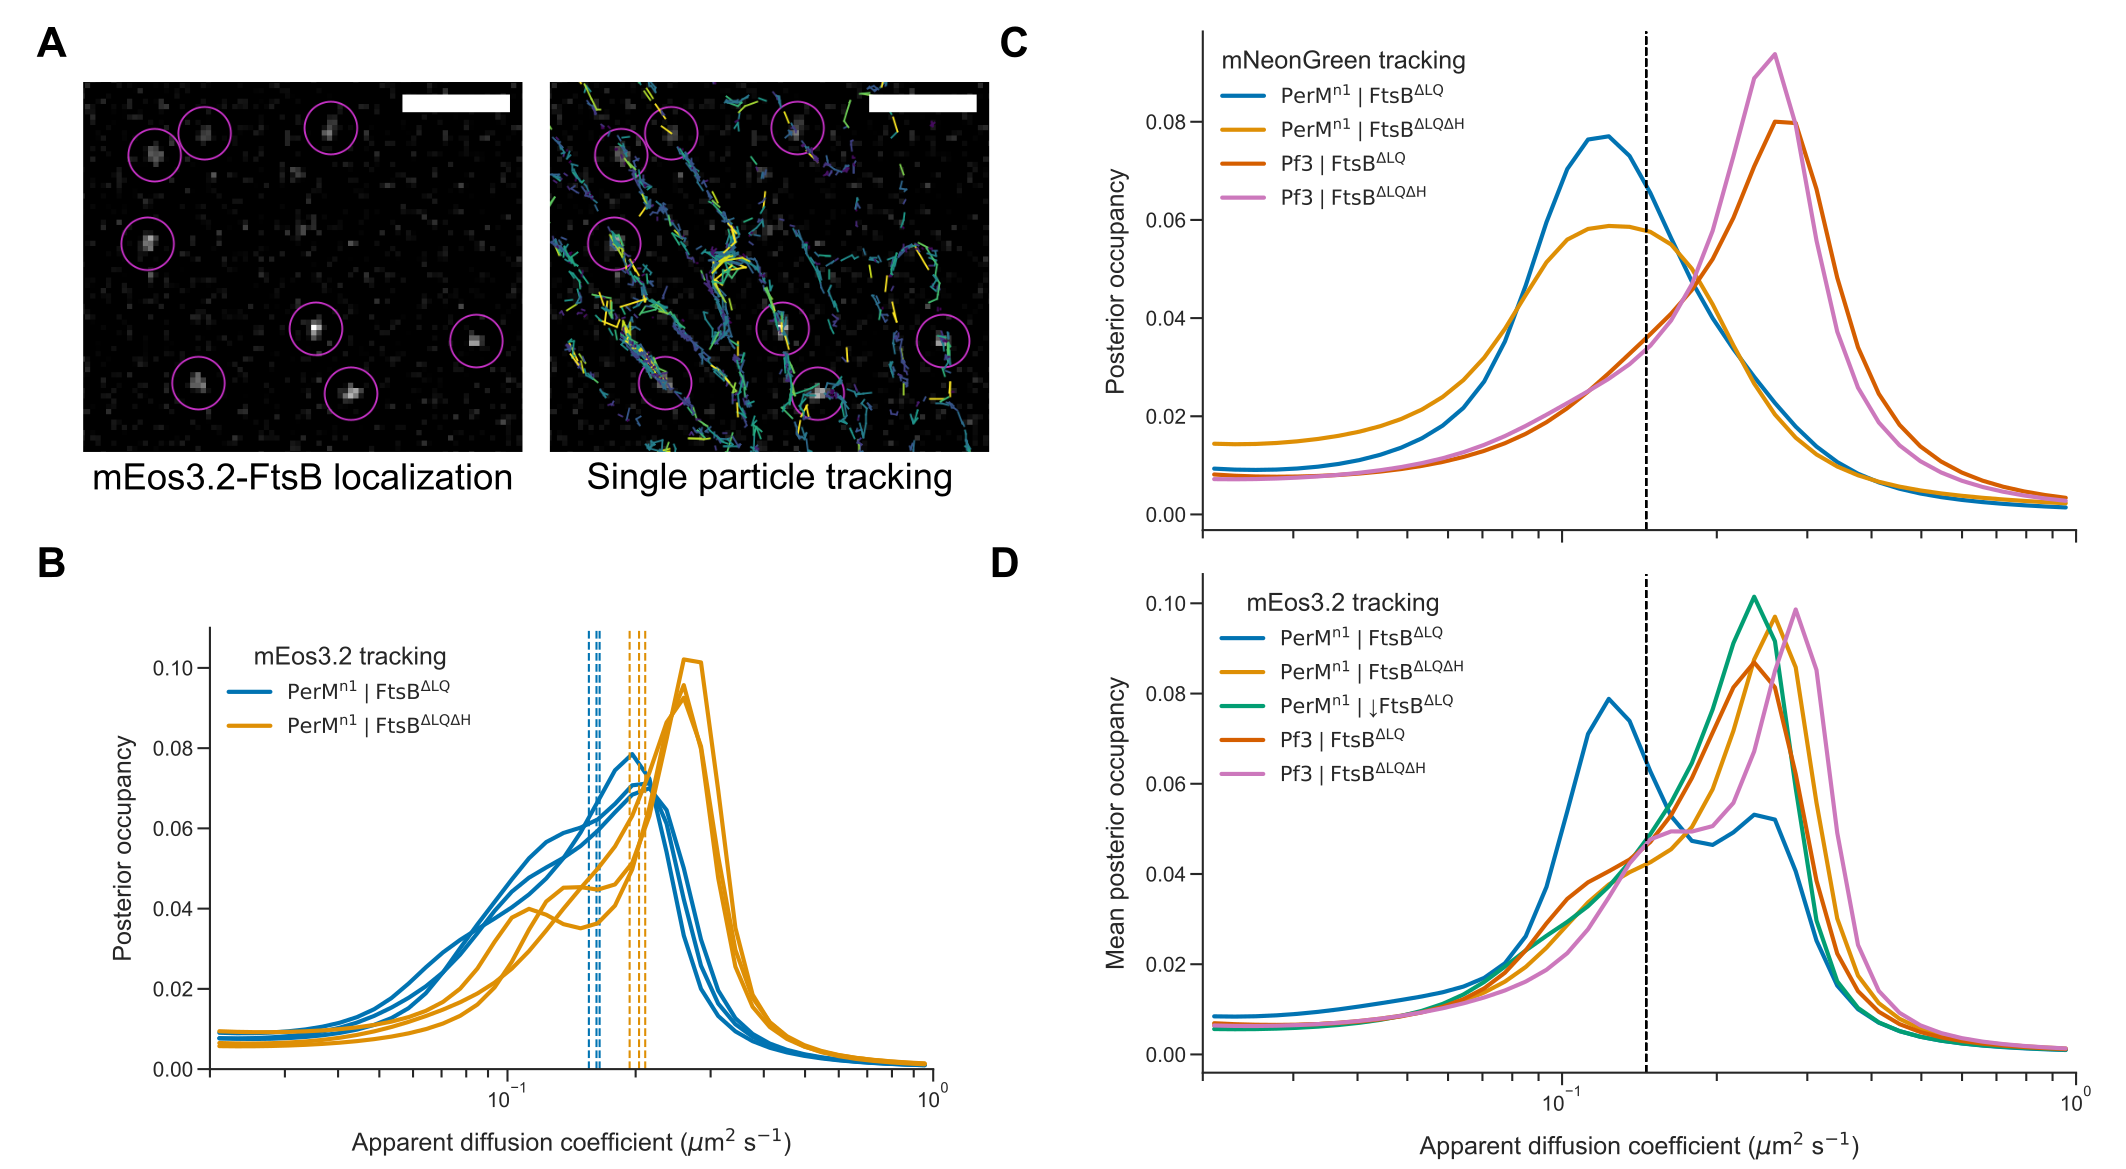 A
mEos3.2-FtsB localization
Single particle tracking
B
mEos3.2 tracking
PerMⁿ¹ | FtsB^ΔLQ
PerMⁿ¹ | FtsB^ΔLQΔH
Posterior occupancy
0.10
0.08
0.06
0.04
0.02
0.00
10⁻¹
10⁰
Apparent diffusion coefficient (μm² s⁻¹)
C
mNeonGreen tracking
PerMⁿ¹ | FtsB^ΔLQ
PerMⁿ¹ | FtsB^ΔLQΔH
Pf3 | FtsB^ΔLQ
Pf3 | FtsB^ΔLQΔH
Posterior occupancy
0.08
0.06
0.04
0.02
0.00
D
mEos3.2 tracking
PerMⁿ¹ | FtsB^ΔLQ
PerMⁿ¹ | FtsB^ΔLQΔH
PerMⁿ¹ | ↓FtsB^ΔLQ
Pf3 | FtsB^ΔLQ
Pf3 | FtsB^ΔLQΔH
Mean posterior occupancy
0.10
0.08
0.06
0.04
0.02
0.00
10⁻¹
10⁰
Apparent diffusion coefficient (μm² s⁻¹)